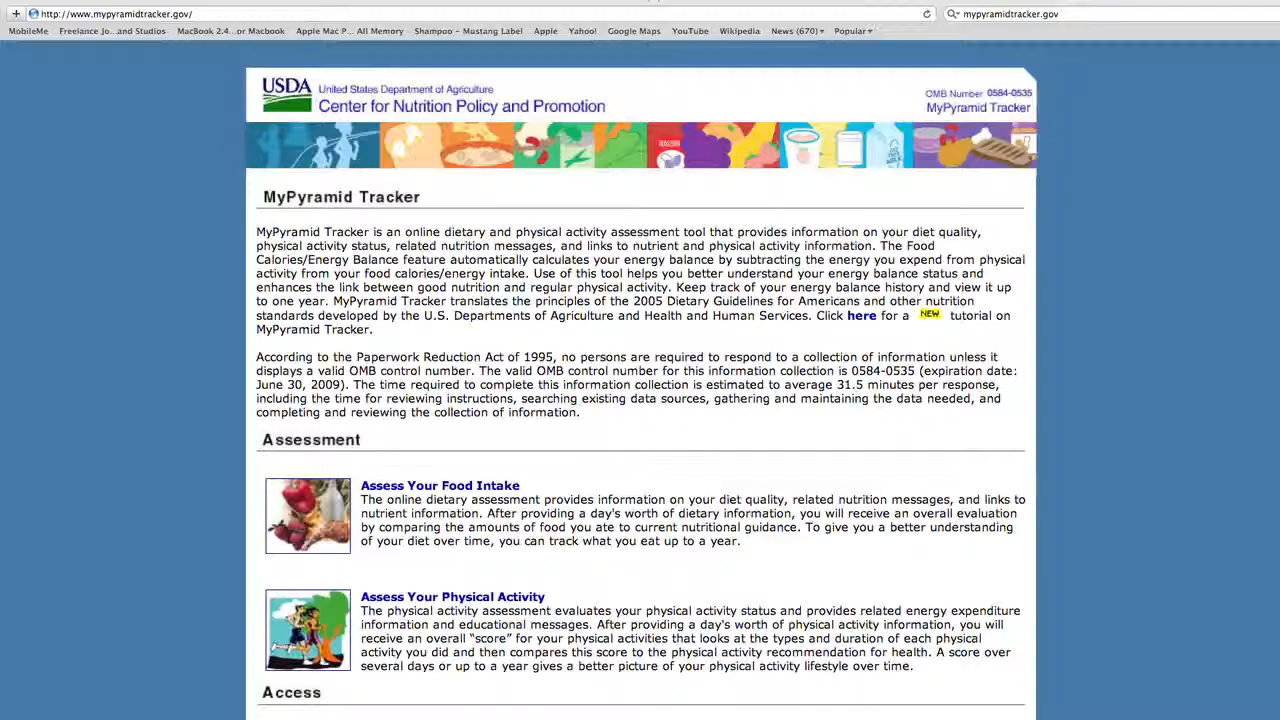 http://www.mypyramidtracker.gov/
mypyramidtracker.gov
MobileMe Freelance Jo...and Studios MacBook 2.4...or Macbook Apple Mac P... All Memory Shampoo – Mustang Label Apple Yahoo! Google Maps YouTube Wikipedia News (670) Popular
USDA
United States Department of Agriculture
Center for Nutrition Policy and Promotion
OMB Number 0584-0535
MyPyramid Tracker
RAISIN
MyPyramid Tracker
MyPyramid Tracker is an online dietary and physical activity assessment tool that provides information on your diet quality,
physical activity status, related nutrition messages, and links to nutrient and physical activity information. The Food
Calories/Energy Balance feature automatically calculates your energy balance by subtracting the energy you expend from physical
activity from your food calories/energy intake. Use of this tool helps you better understand your energy balance status and
enhances the link between good nutrition and regular physical activity. Keep track of your energy balance history and view it up
to one year. MyPyramid Tracker translates the principles of the 2005 Dietary Guidelines for Americans and other nutrition
standards developed by the U.S. Departments of Agriculture and Health and Human Services. Click here for a NEW tutorial on
MyPyramid Tracker.
According to the Paperwork Reduction Act of 1995, no persons are required to respond to a collection of information unless it
displays a valid OMB control number. The valid OMB control number for this information collection is 0584-0535 (expiration date:
June 30, 2009). The time required to complete this information collection is estimated to average 31.5 minutes per response,
including the time for reviewing instructions, searching existing data sources, gathering and maintaining the data needed, and
completing and reviewing the collection of information.
Assessment
Assess Your Food Intake
The online dietary assessment provides information on your diet quality, related nutrition messages, and links to
nutrient information. After providing a day's worth of dietary information, you will receive an overall evaluation
by comparing the amounts of food you ate to current nutritional guidance. To give you a better understanding
of your diet over time, you can track what you eat up to a year.
Assess Your Physical Activity
The physical activity assessment evaluates your physical activity status and provides related energy expenditure
information and educational messages. After providing a day's worth of physical activity information, you will
receive an overall “score” for your physical activities that looks at the types and duration of each physical
activity you did and then compares this score to the physical activity recommendation for health. A score over
several days or up to a year gives a better picture of your physical activity lifestyle over time.
Access